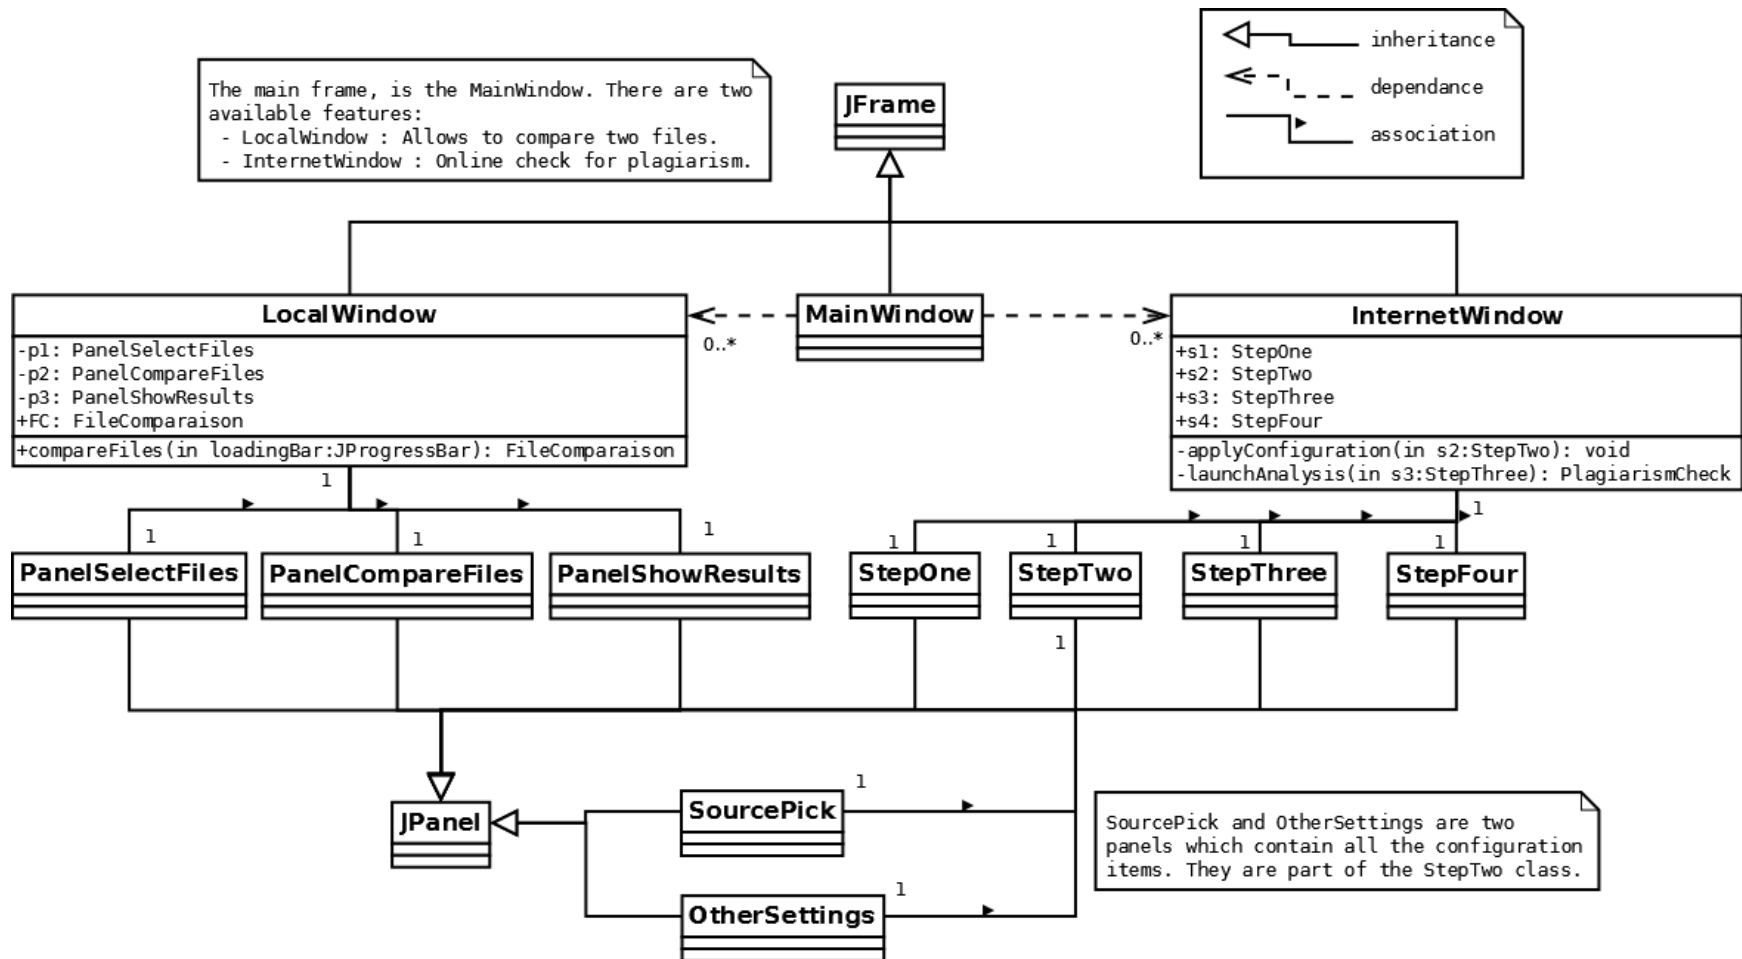 The main frame, is the MainWindow. There are two
available features:
- LocalWindow : Allows to compare two files.
- InternetWindow : Online check for plagiarism.
JFrame
inheritance
dependance
association
LocalWindow
-p1: PanelSelectFiles
-p2: PanelCompareFiles
-p3: PanelShowResults
+FC: FileComparaison
+compareFiles(in loadingBar:JProgressBar): FileComparaison
0..*
MainWindow
0..*
InternetWindow
+s1: StepOne
+s2: StepTwo
+s3: StepThree
+s4: StepFour
-applyConfiguration(in s2:StepTwo): void
-launchAnalysis(in s3:StepThree): PlagiarismCheck
1
1
1
1
1
1
1
1
1
PanelSelectFiles
PanelCompareFiles
PanelShowResults
StepOne
StepTwo
StepThree
StepFour
1
JPanel
SourcePick
1
OtherSettings
1
SourcePick and OtherSettings are two
panels which contain all the configuration
items. They are part of the StepTwo class.